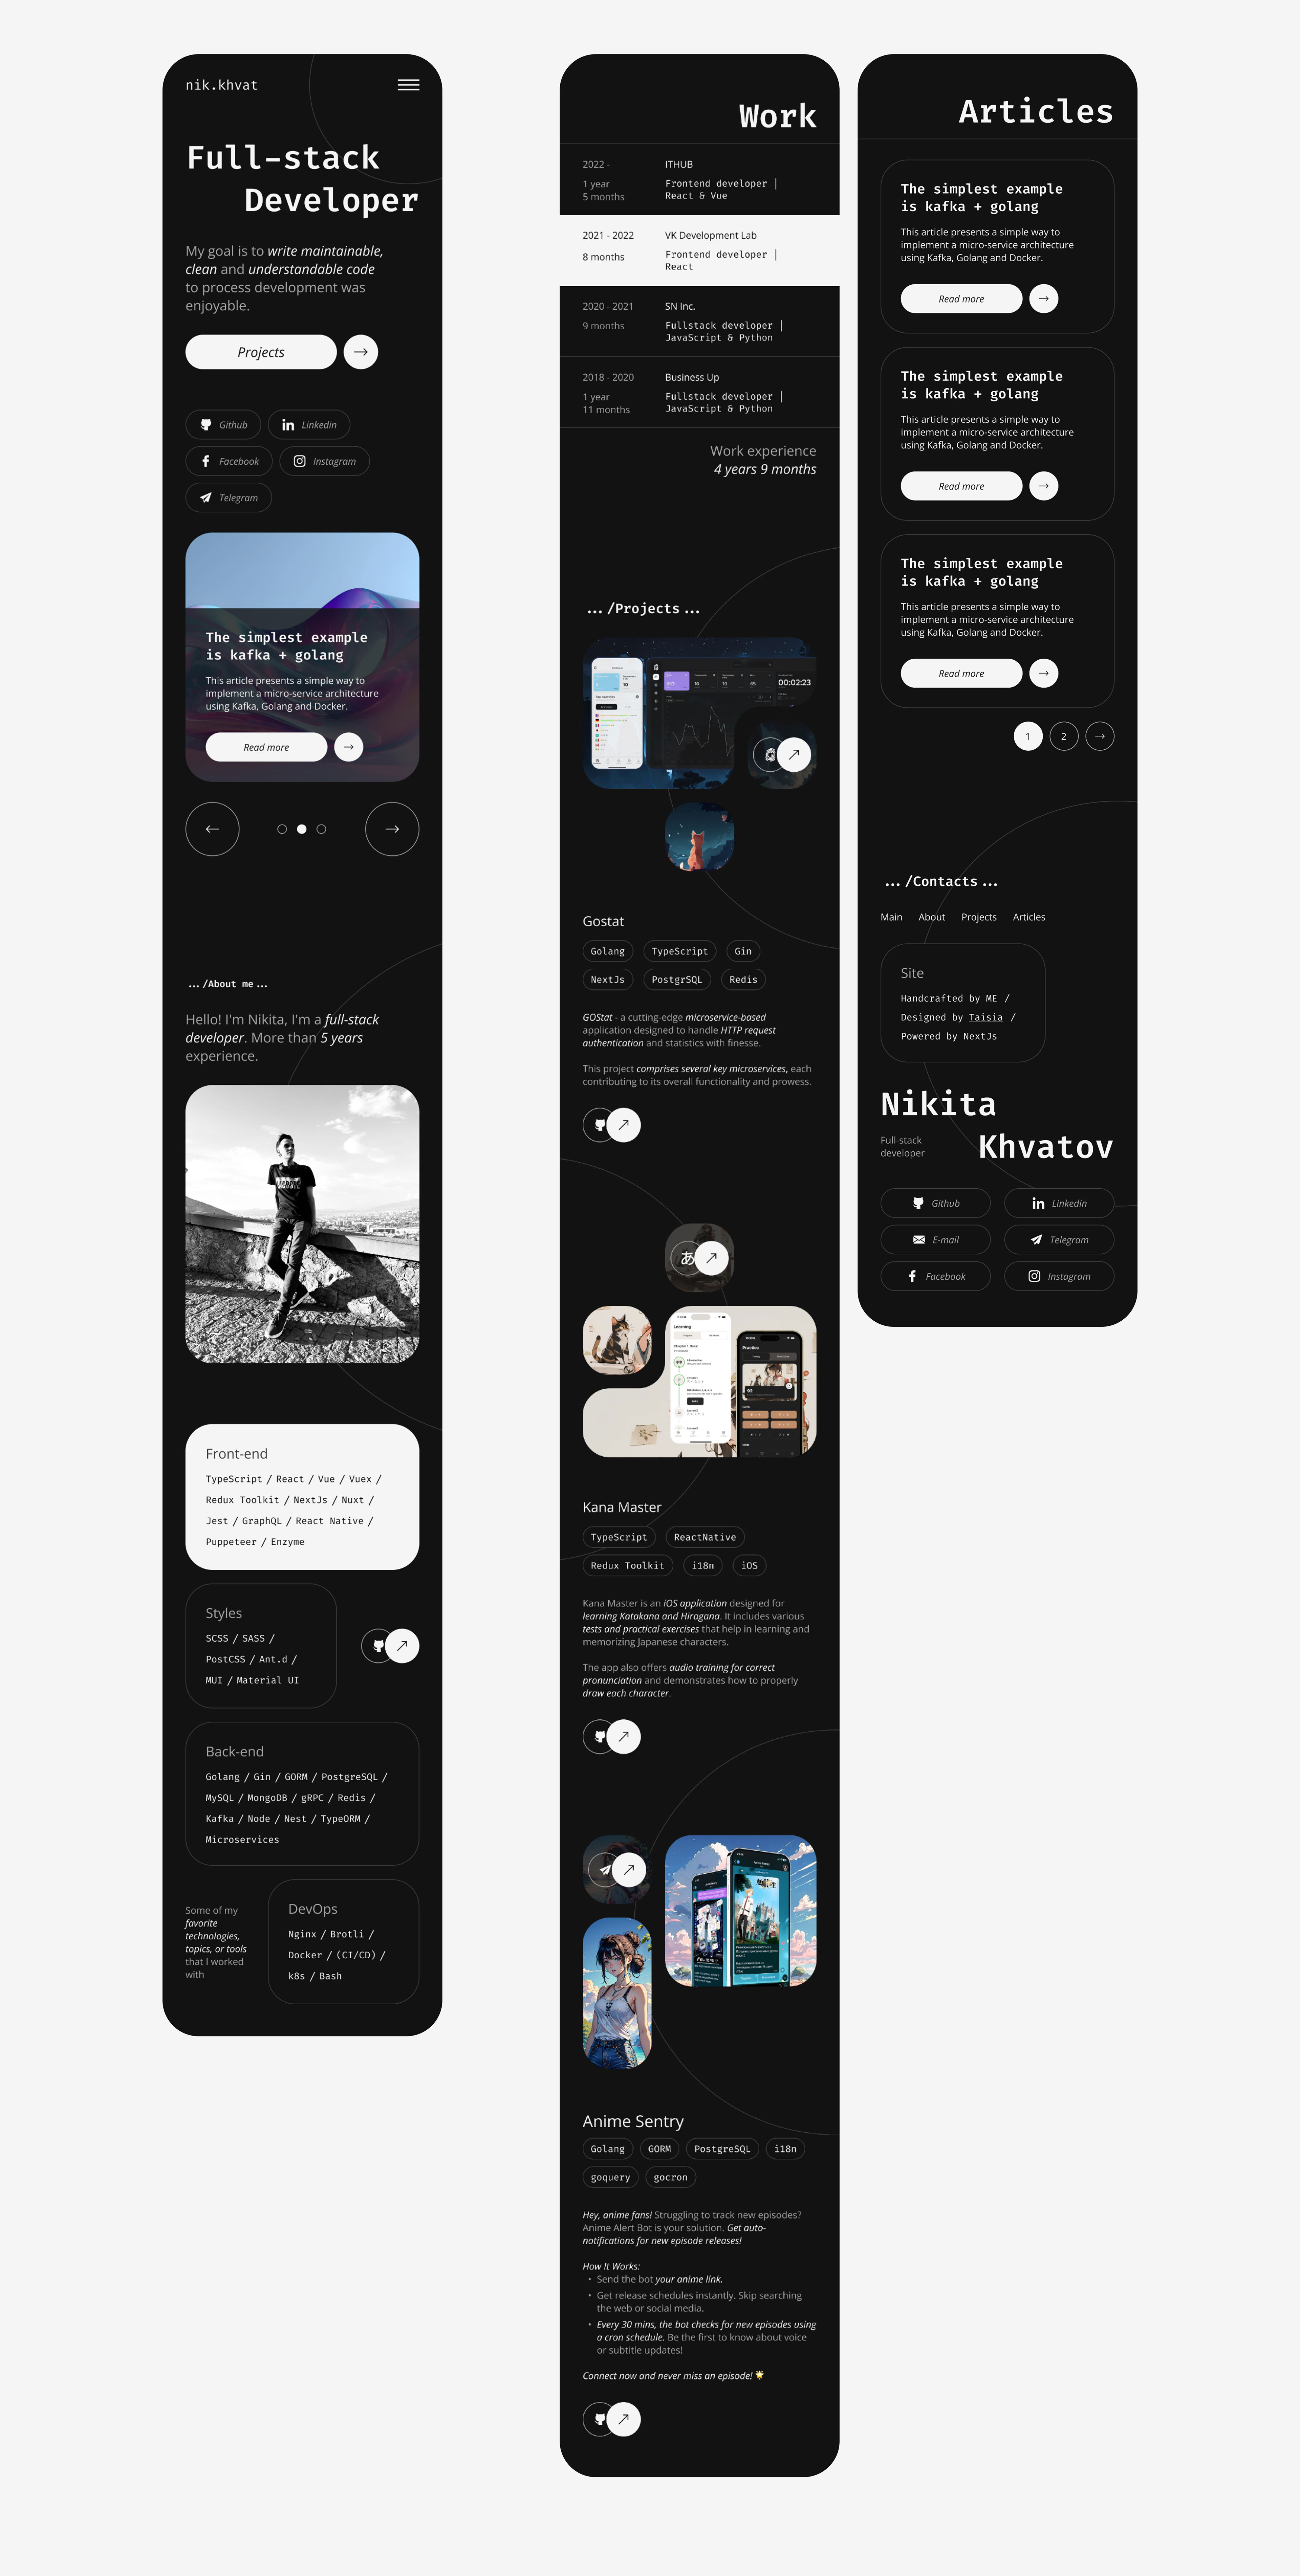 nik.khvat
Full-stack
Developer
My goal is to write maintainable,
clean and understandable code
to process development was
enjoyable.
Projects
Github
Linkedin
Facebook
Instagram
Telegram
The simplest example
is kafka + golang
This article presents a simple way to
implement a micro-service architecture
using Kafka, Golang and Docker.
Read more
.../About me...
Hello! I'm Nikita, I'm a full-stack
developer. More than 5 years
experience.
Front-end
TypeScript / React / Vue / Vuex /
Redux Toolkit / NextJs / Nuxt /
Jest / GraphQL / React Native /
Puppeteer / Enzyme
Styles
SCSS / SASS /
PostCSS / Ant.d /
MUI / Material UI
Back-end
Golang / Gin / GORM / PostgreSQL /
MySQL / MongoDB / gRPC / Redis /
Kafka / Node / Nest / TypeORM /
Microservices
Some of my
favorite
technologies,
topics, or tools
that I worked
with
DevOps
Nginx / Brotli /
Docker / (CI/CD) /
k8s / Bash
Work
2022 -
1 year
5 months
ITHUB
Frontend developer |
React & Vue
2021 - 2022
8 months
VK Development Lab
Frontend developer |
React
2020 - 2021
9 months
SN Inc.
Fullstack developer |
JavaScript & Python
2018 - 2020
1 year
11 months
Business Up
Fullstack developer |
JavaScript & Python
Work experience
4 years 9 months
.../Projects...
00:02:23
Gostat
Golang
TypeScript
Gin
NextJs
PostgrSQL
Redis
GOStat - a cutting-edge microservice-based
application designed to handle HTTP request
authentication and statistics with finesse.
This project comprises several key microservices, each
contributing to its overall functionality and prowess.
あ
Learning
Practice
Kana Master
TypeScript
ReactNative
Redux Toolkit
i18n
iOS
Kana Master is an iOS application designed for
learning Katakana and Hiragana. It includes various
tests and practical exercises that help in learning and
memorizing Japanese characters.
The app also offers audio training for correct
pronunciation and demonstrates how to properly
draw each character.
Anime Sentry
Golang
GORM
PostgreSQL
i18n
goquery
gocron
Hey, anime fans! Struggling to track new episodes?
Anime Alert Bot is your solution. Get auto-
notifications for new episode releases!
How It Works:
• Send the bot your anime link.
• Get release schedules instantly. Skip searching
the web or social media.
• Every 30 mins, the bot checks for new episodes using
a cron schedule. Be the first to know about voice
or subtitle updates!
Connect now and never miss an episode! 🌟
Articles
The simplest example
is kafka + golang
This article presents a simple way to
implement a micro-service architecture
using Kafka, Golang and Docker.
Read more
The simplest example
is kafka + golang
This article presents a simple way to
implement a micro-service architecture
using Kafka, Golang and Docker.
Read more
The simplest example
is kafka + golang
This article presents a simple way to
implement a micro-service architecture
using Kafka, Golang and Docker.
Read more
1
2
.../Contacts...
Main
About
Projects
Articles
Site
Handcrafted by ME /
Designed by Taisia /
Powered by NextJs
Nikita
Full-stack
developer
Khvatov
Github
Linkedin
E-mail
Telegram
Facebook
Instagram